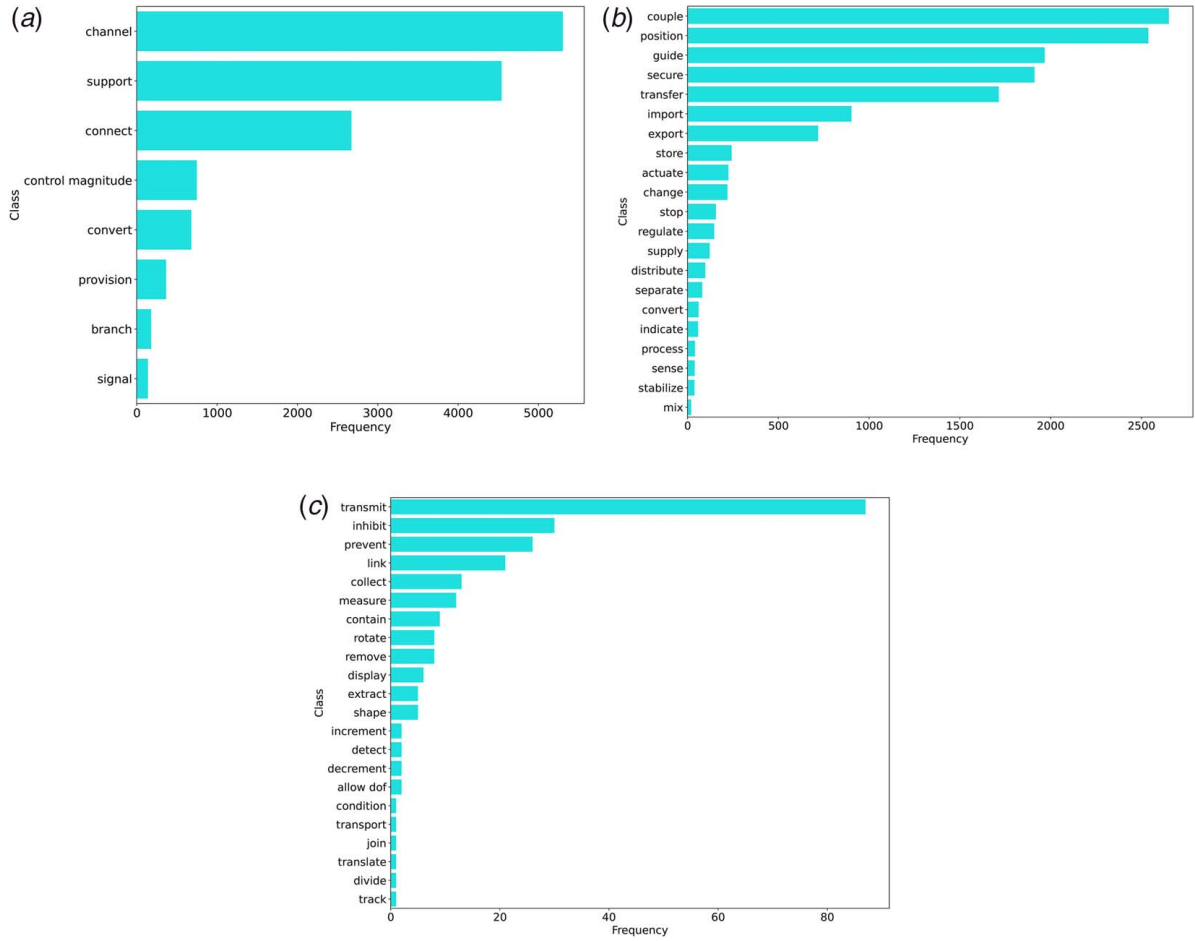 (a)
channel
support
connect
control magnitude
convert
provision
branch
signal
Class
0 1000 2000 3000 4000 5000
Frequency
(b)
couple
position
guide
secure
transfer
import
export
store
actuate
change
stop
regulate
supply
distribute
separate
convert
indicate
process
sense
stabilize
mix
Class
0 500 1000 1500 2000 2500
Frequency
(c)
transmit
inhibit
prevent
link
collect
measure
contain
rotate
remove
display
extract
shape
increment
detect
decrement
allow dof
condition
transport
join
translate
divide
track
Class
0 20 40 60 80
Frequency